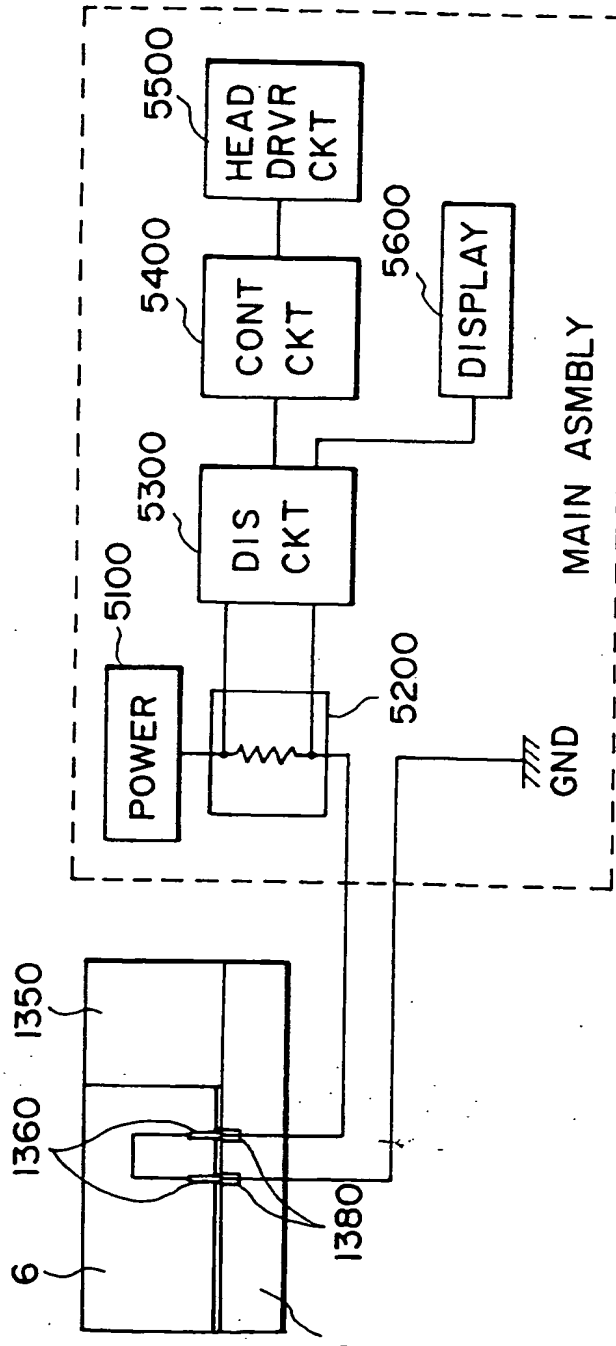 6
1360
1350
1380
5100
POWER
5200
5300
DIS
CKT
5400
CONT
CKT
5500
HEAD
DRVR
CKT
5600
DISPLAY
GND
MAIN ASMBLY